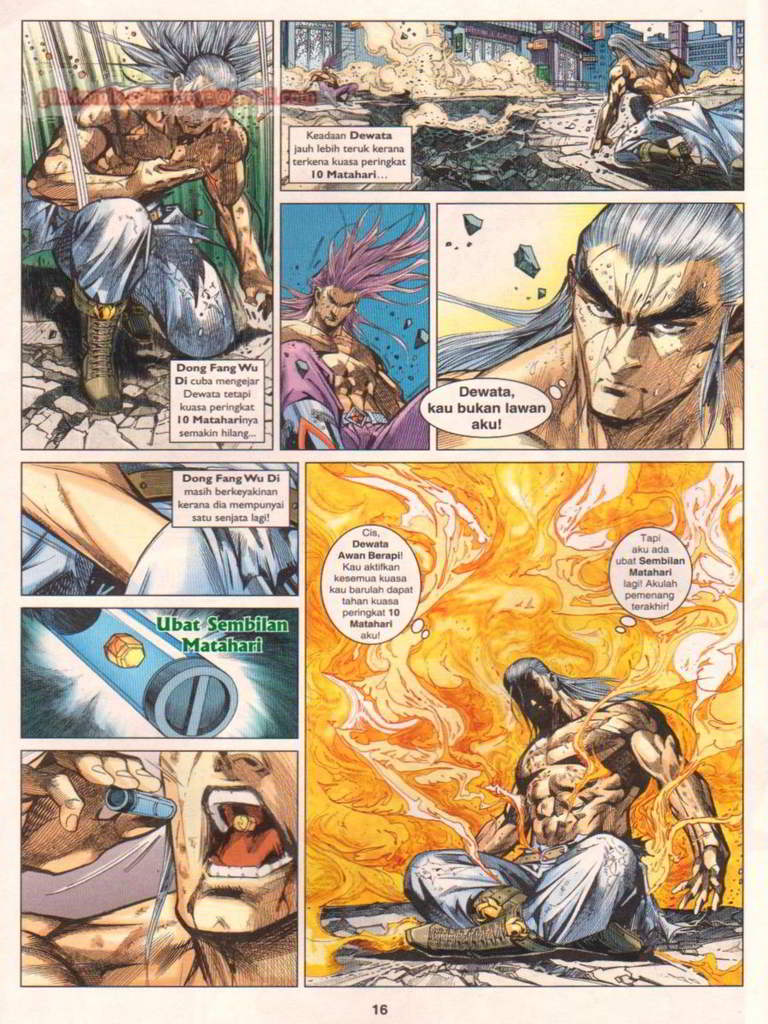 Keadaan Dewata
jauh lebih teruk kerana
terkena kuasa peringkat
10 Matahari...
Dong Fang Wu
Di cuba mengejar
Dewata tetapi
kuasa peringkat
10 Mataharinya
semakin hilang...
Dewata,
kau bukan lawan
aku!
Dong Fang Wu Di
masih berkeyakinan
kerana dia mempunyai
satu senjata lagi!
Ubat Sembilan
Matahari
Cis,
Dewata
Awan Berapi!
Kau aktifkan
kesemua kuasa
kau barulah dapat
tahan kuasa
peringkat 10
Matahari
aku!
Tapi
aku ada
ubat Sembilan
Matahari
lagi! Akulah
pemenang
terakhir!
16